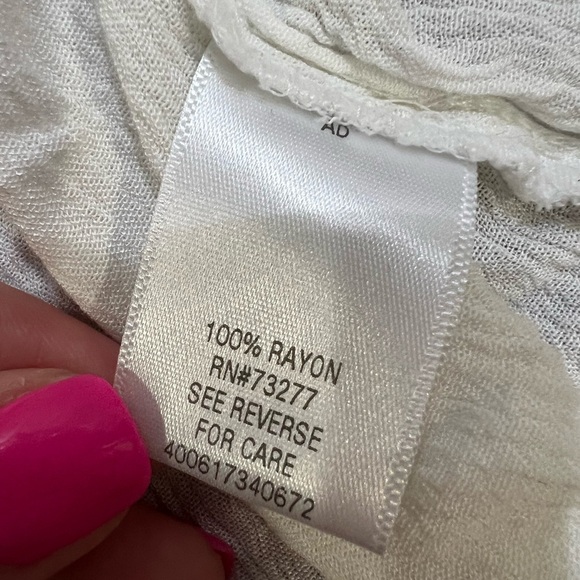 AD
100% RAYON
RN#73277
SEE REVERSE
FOR CARE
400617340672